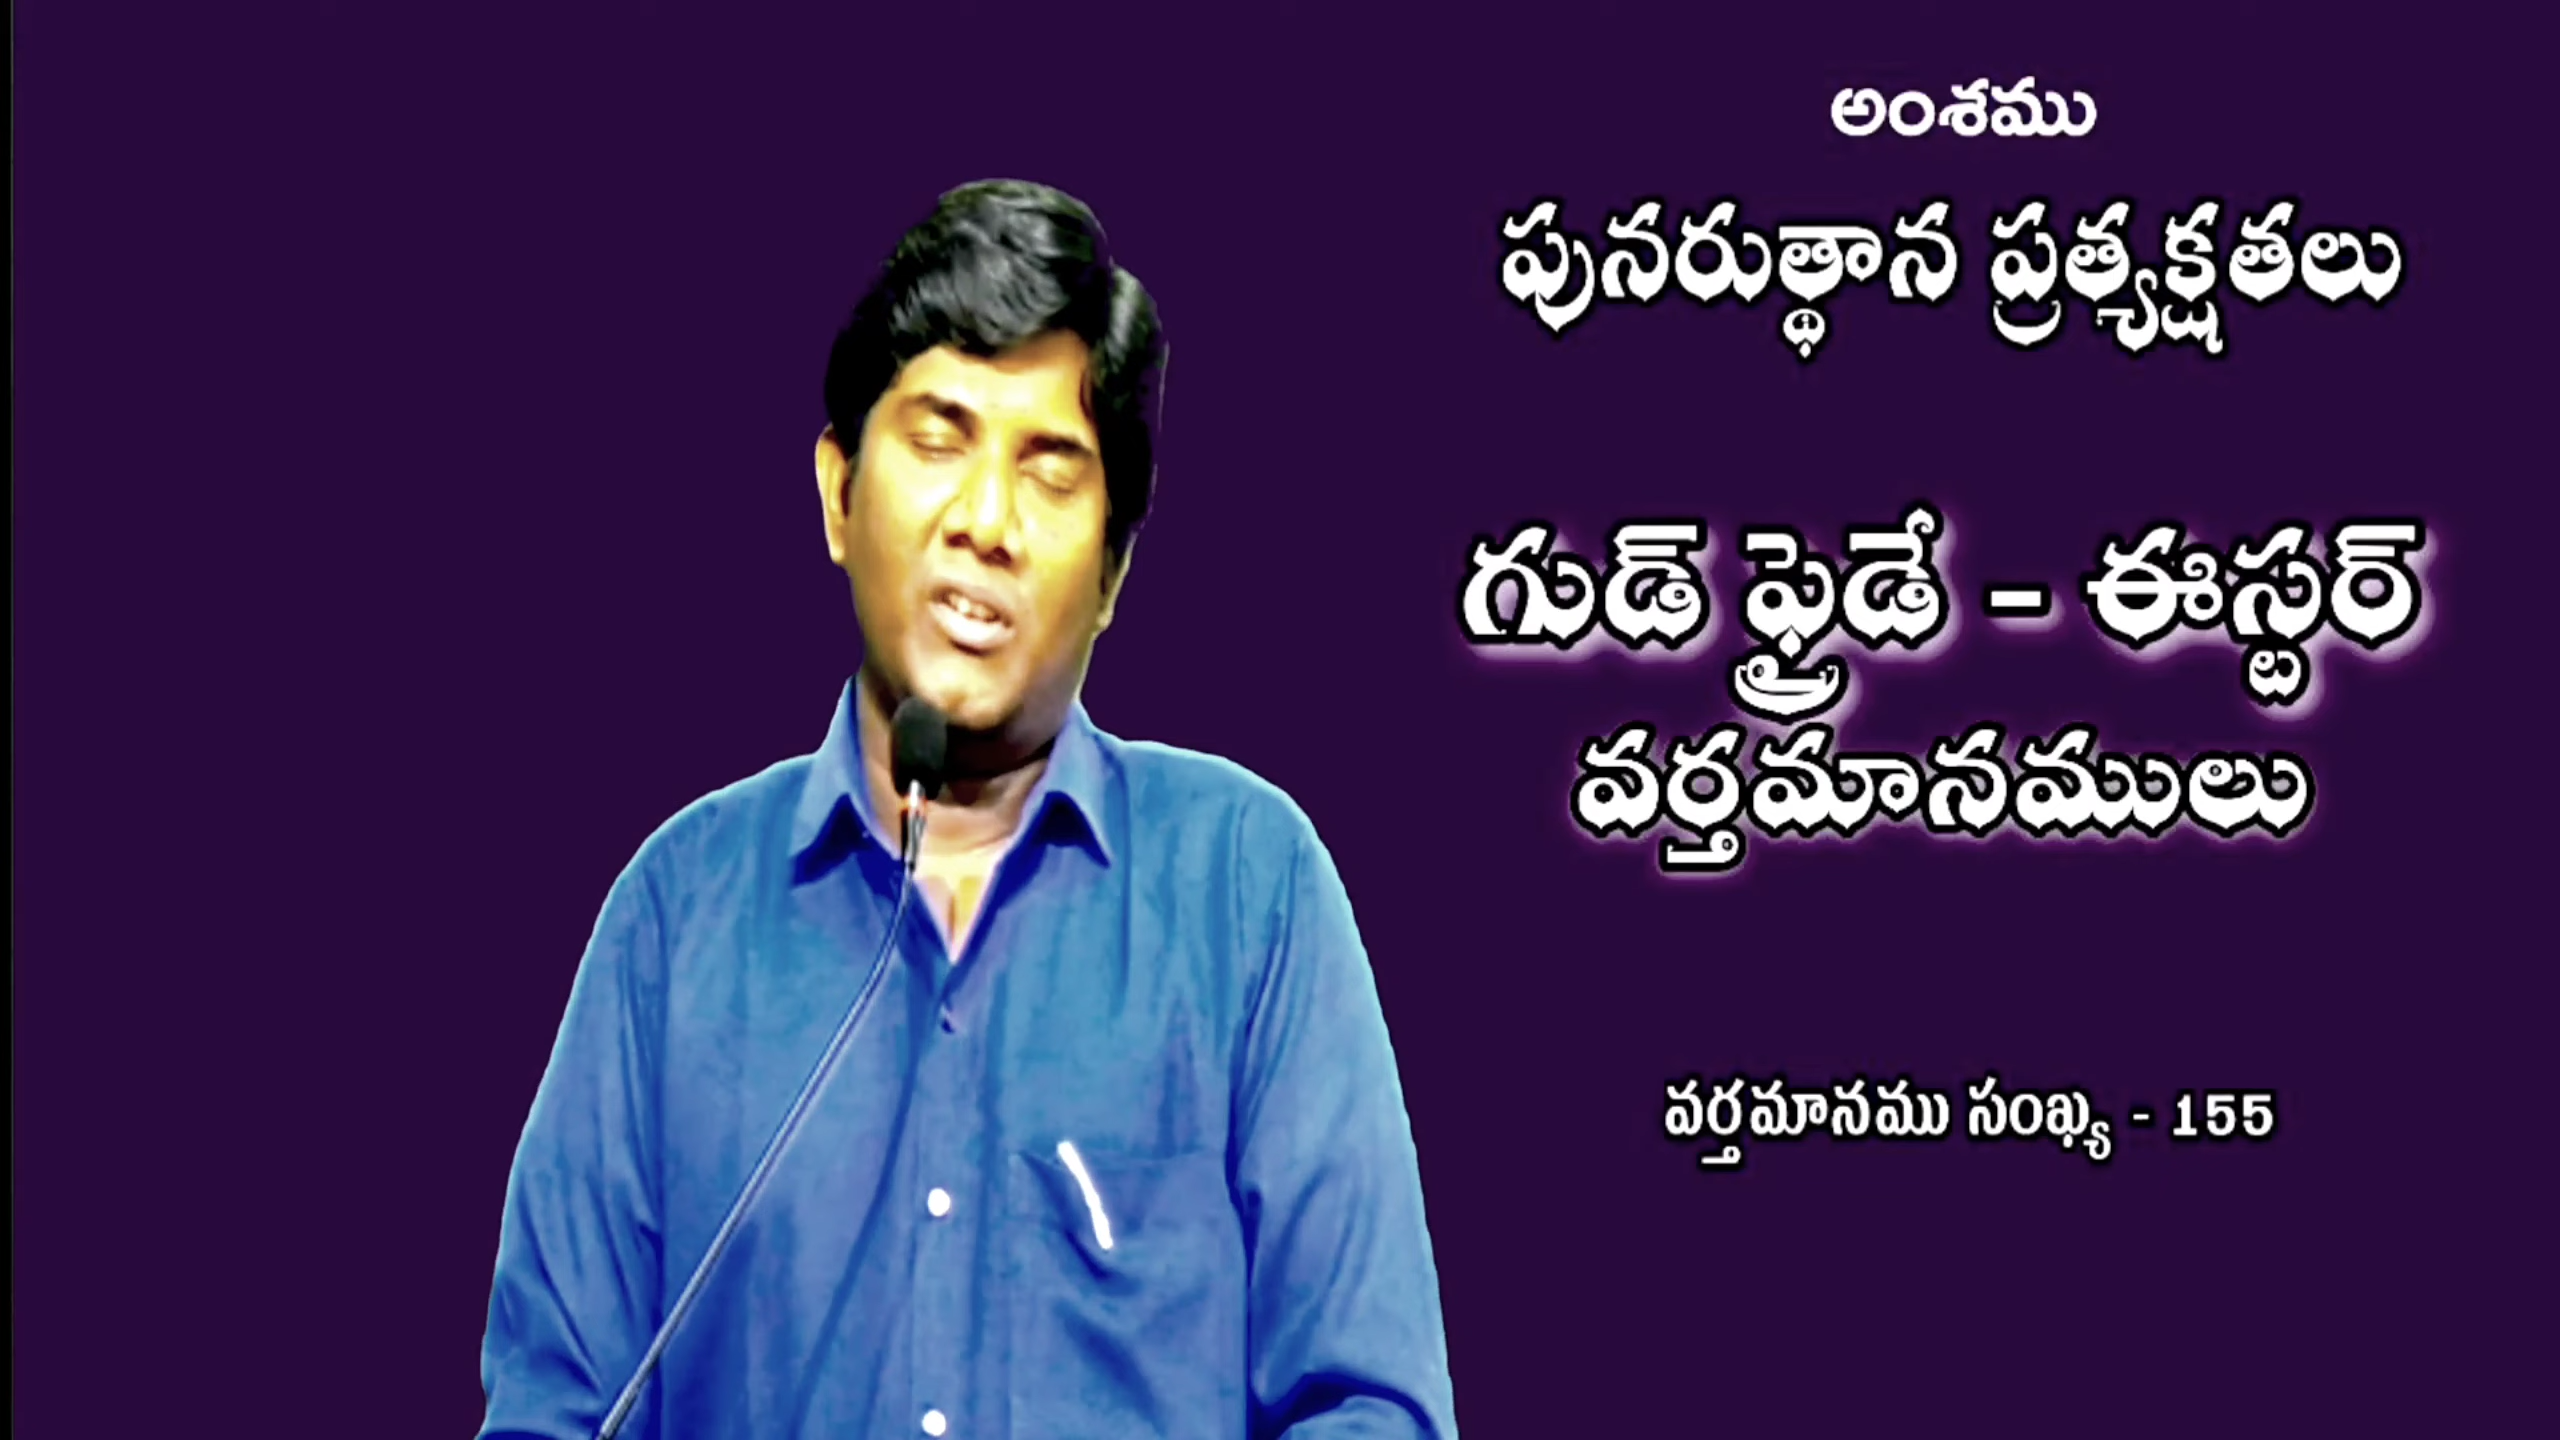 అంశము
పునరుత్థాన ప్రత్యక్షతలు
గుడ్ ఫ్రైడే - ఈస్టర్
వర్తమానములు
వర్తమానము సంఖ్య - 155